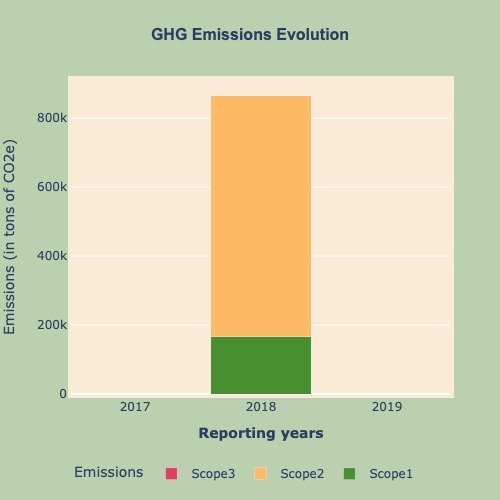 GHG Emissions Evolution
Emissions (in tons of CO2e)
800k
600k
400k
200k
0
2017 2018 2019
Reporting years
Emissions Scope3 Scope2 Scope1